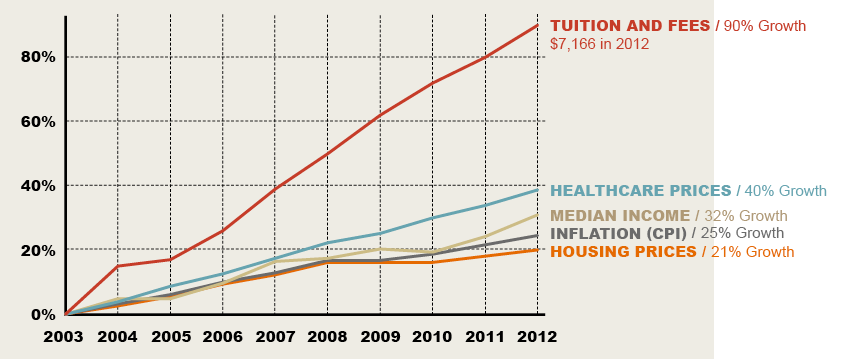 TUITION AND FEES / 90% Growth
$7,166 in 2012
80%
60%
40%
HEALTHCARE PRICES / 40% Growth
MEDIAN INCOME / 32% Growth
INFLATION (CPI) / 25% Growth
20%
HOUSING PRICES / 21% Growth
0%
2003 2004 2005 2006 2007 2008 2009 2010 2011 2012